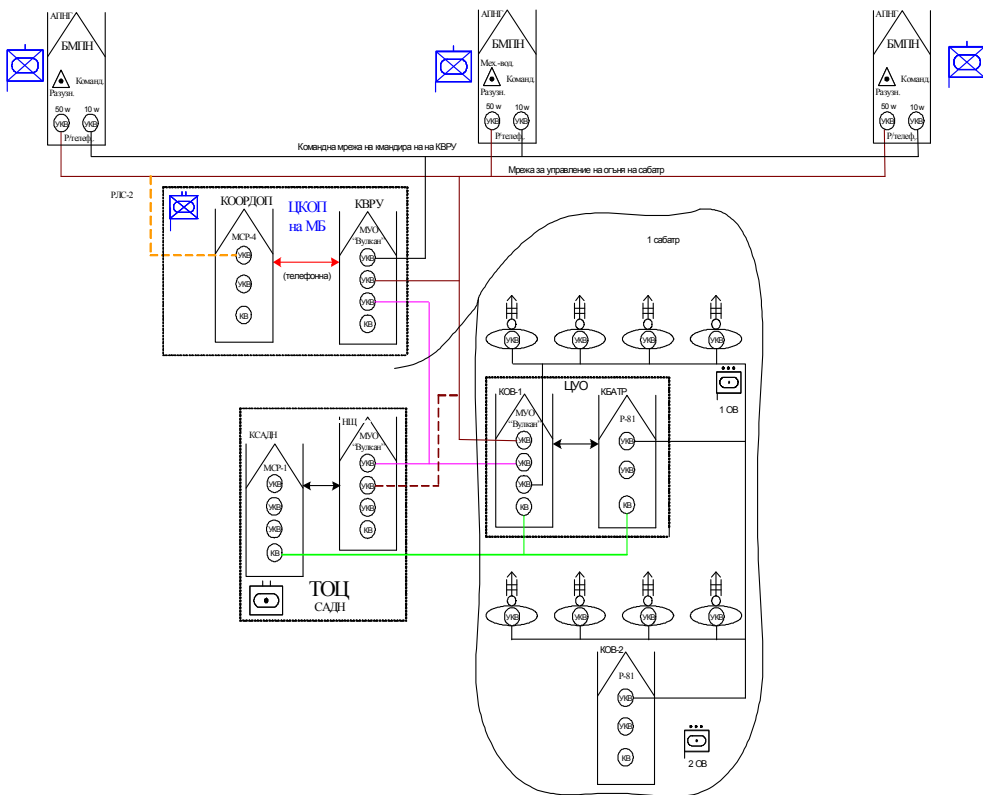 АПНГ
БМПН
Команд.
Разузн.
50 w
10 w
УКВ
УКВ
Р/телеф..
АПНГ
БМПН
Мех.-вод.
Команд.
Разузн.
50 w
10 w
УКВ
УКВ
Р/телеф..
АПНГ
БМПН
Команд.
Разузн.
50 w
10 w
УКВ
УКВ
Р/телеф..
Командна мрежа на кмандира на на КВРУ
Мрежа за управление на огъня на сабатр
РЛС-2
КООРДОП
МСР-4
УКВ
УКВ
КВ
ЦКОП
на МБ
(телефонна)
КВРУ
МУО
"Вулкан"
УКВ
УКВ
УКВ
КВ
1 сабатр
УКВ
УКВ
УКВ
УКВ
1 ОВ
ЦУО
КОВ-1
МУО
"Вулкан"
УКВ
УКВ
УКВ
КВ
КБАТР
Р-81
УКВ
УКВ
КВ
КСАДН
МСР-1
УКВ
УКВ
УКВ
КВ
НЩ
МУО
"Вулкан"
УКВ
УКВ
УКВ
КВ
ТОЦ
САДН
УКВ
УКВ
УКВ
УКВ
КОВ-2
Р-81
УКВ
УКВ
КВ
2 ОВ